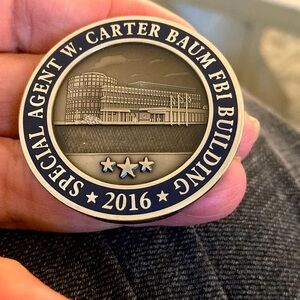 SPECIAL AGENT W. CARTER BAUM FBI BUILDING
2016